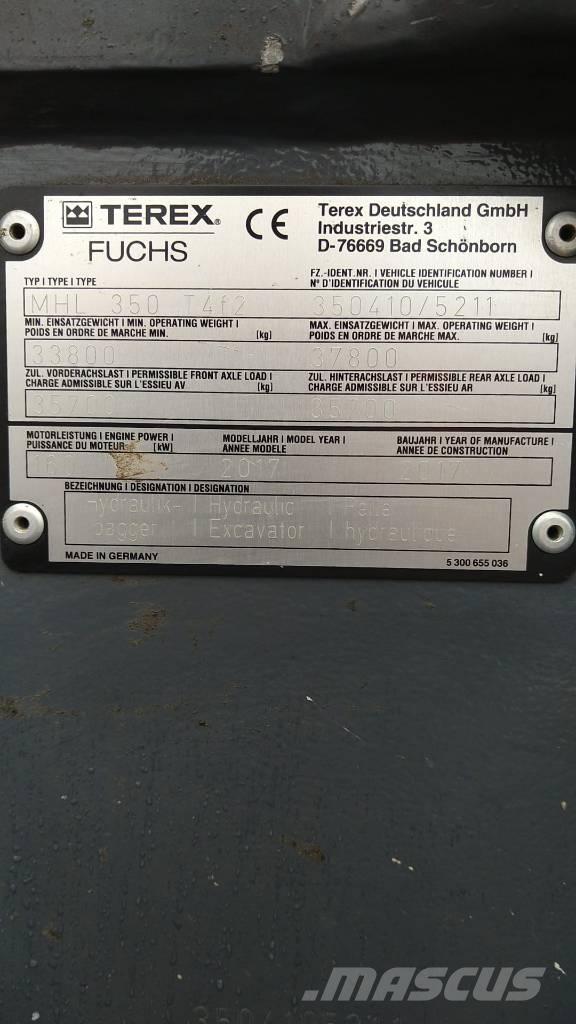 TEREX®
FUCHS
CE
Terex Deutschland GmbH
Industriestr. 3
D-76669 Bad Schönborn
TYP I TYPE I TYPE
MHL 350 T4f2
FZ.-IDENT.NR. I VEHICLE IDENTIFICATION NUMBER I
N° D'IDENTIFICATION DU VEHICULE
350410/5211
MIN. EINSATZGEWICHT I MIN. OPERATING WEIGHT I
POIDS EN ORDRE DE MARCHE MIN. [kg]
33800
MAX. EINSATZGEWICHT I MAX. OPERATING WEIGHT I
POIDS EN ORDRE DE MARCHE MAX. [kg]
37800
ZUL. VORDERACHSLAST I PERMISSIBLE FRONT AXLE LOAD I
CHARGE ADMISSIBLE SUR L'ESSIEU AV [kg]
ZUL. HINTERACHSLAST I PERMISSIBLE REAR AXLE LOAD I
CHARGE ADMISSIBLE SUR L'ESSIEU AR [kg]
MOTORLEISTUNG I ENGINE POWER I
PUISSANCE DU MOTEUR [kW]
MODELLJAHR I MODEL YEAR I
ANNEE MODELE
2017
BAUJAHR I YEAR OF MANUFACTURE I
ANNEE DE CONSTRUCTION
2017
BEZEICHNUNG I DESIGNATION I DESIGNATION
Hydraulik- I Hydraulic I Pelle
bagger I Excavator I hydraulique
MADE IN GERMANY
5 300 655 036
350410/5211
MASCUS